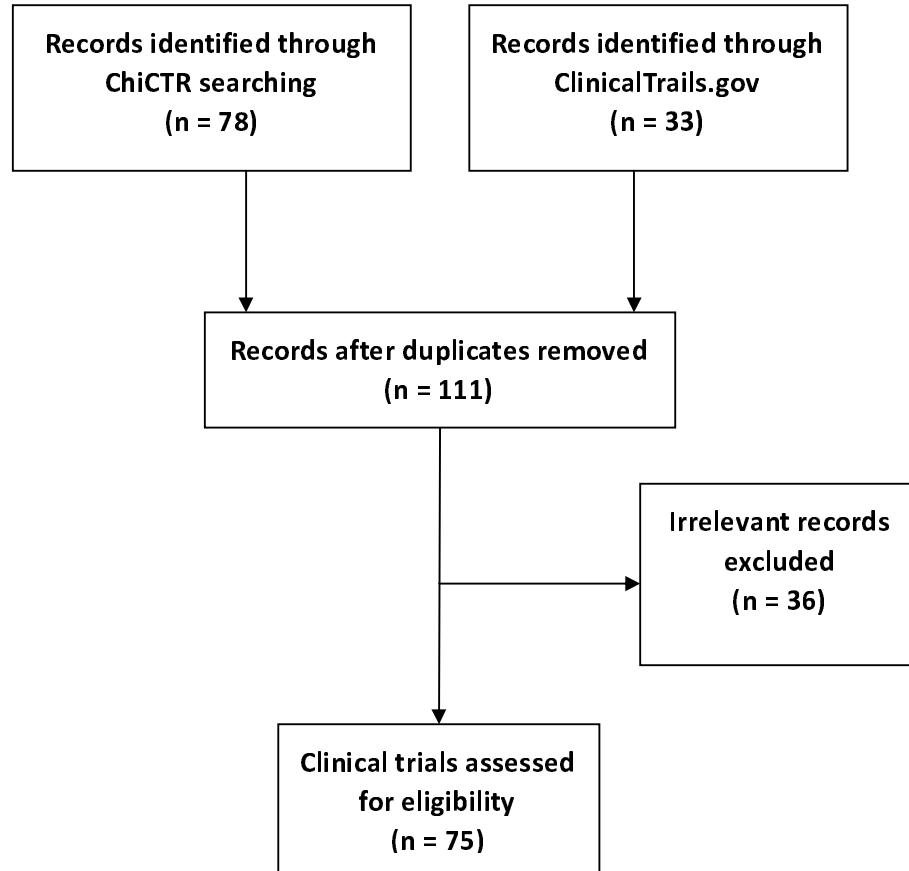 Records identified through
ChiCTR searching
(n = 78)
Records identified through
ClinicalTrails.gov
(n = 33)
Records after duplicates removed
(n = 111)
Irrelevant records
excluded
(n = 36)
Clinical trials assessed
for eligibility
(n = 75)